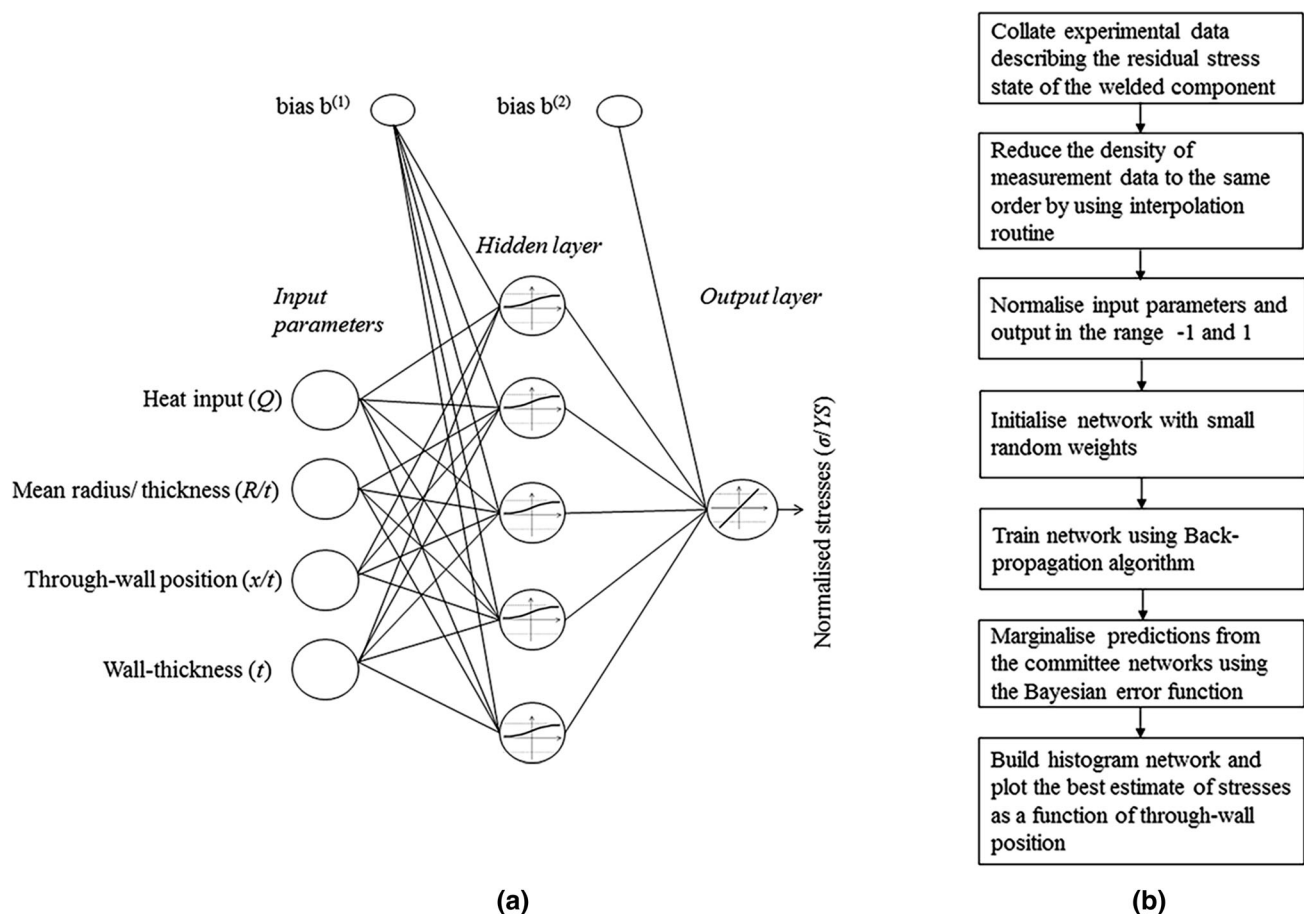 bias b⁽¹⁾
bias b⁽²⁾
Hidden layer
Input
parameters
Output layer
Heat input (Q)
Mean radius/ thickness (R/t)
Through-wall position (x/t)
Wall-thickness (t)
Normalised stresses (σ/YS)
(a)
Collate experimental data
describing the residual stress
state of the welded component
Reduce the density of
measurement data to the same
order by using interpolation
routine
Normalise input parameters and
output in the range -1 and 1
Initialise network with small
random weights
Train network using Back-
propagation algorithm
Marginalise predictions from
the committee networks using
the Bayesian error function
Build histogram network and
plot the best estimate of stresses
as a function of through-wall
position
(b)